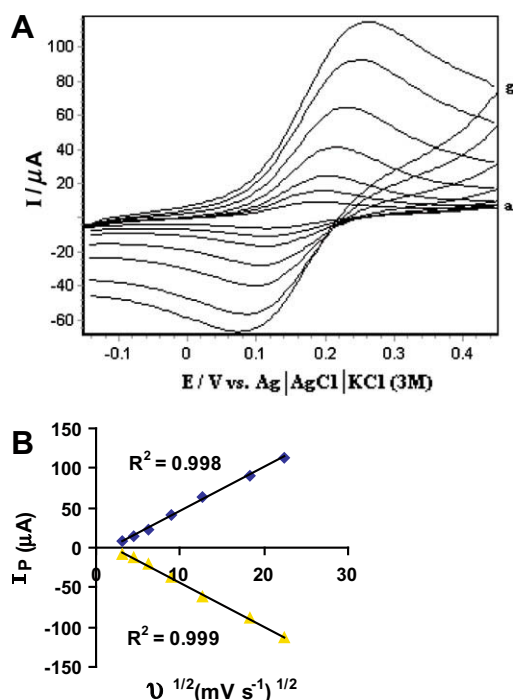 A
I / µA
100
80
60
40
20
-20
-40
-60
g
a
-0.1 0 0.1 0.2 0.3 0.4
E / V vs. Ag|AgCl|KCl (3M)
B
150
100
50
0
-50
-100
-150
I P (µA)
R² = 0.998
0 10 20 30
R² = 0.999
υ ¹/²(mV s⁻¹) ¹/²